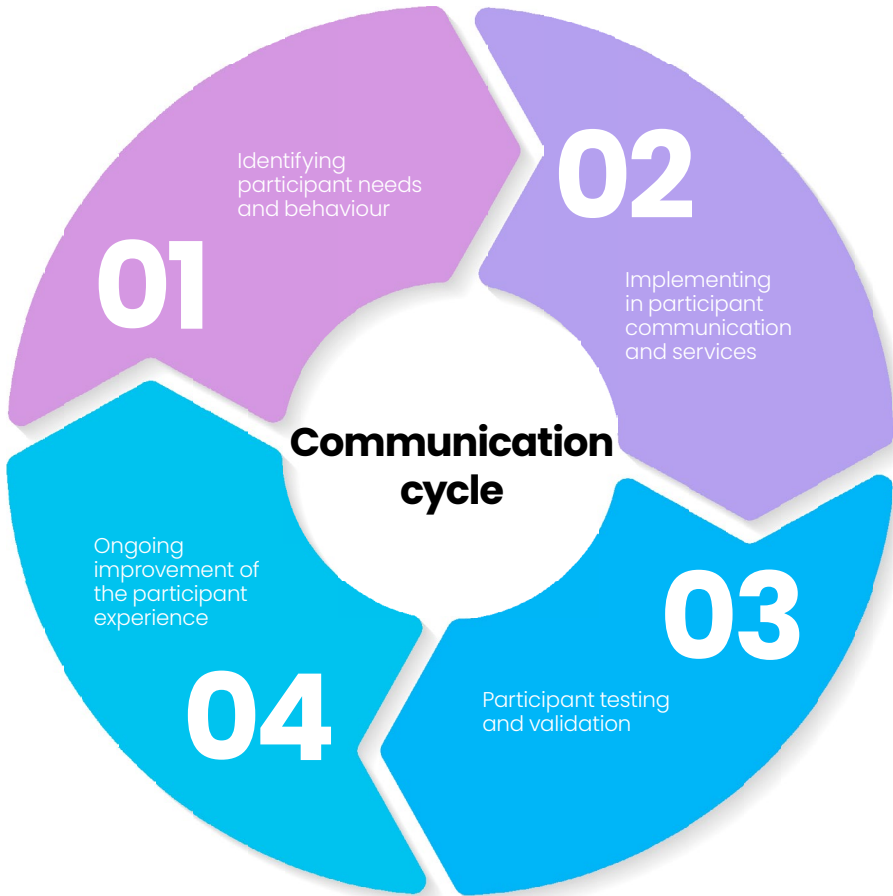 01
Identifying
participant needs
and behaviour
02
Implementing
in participant
communication
and services
03
Participant testing
and validation
04
Ongoing
improvement of
the participant
experience
Communication
cycle